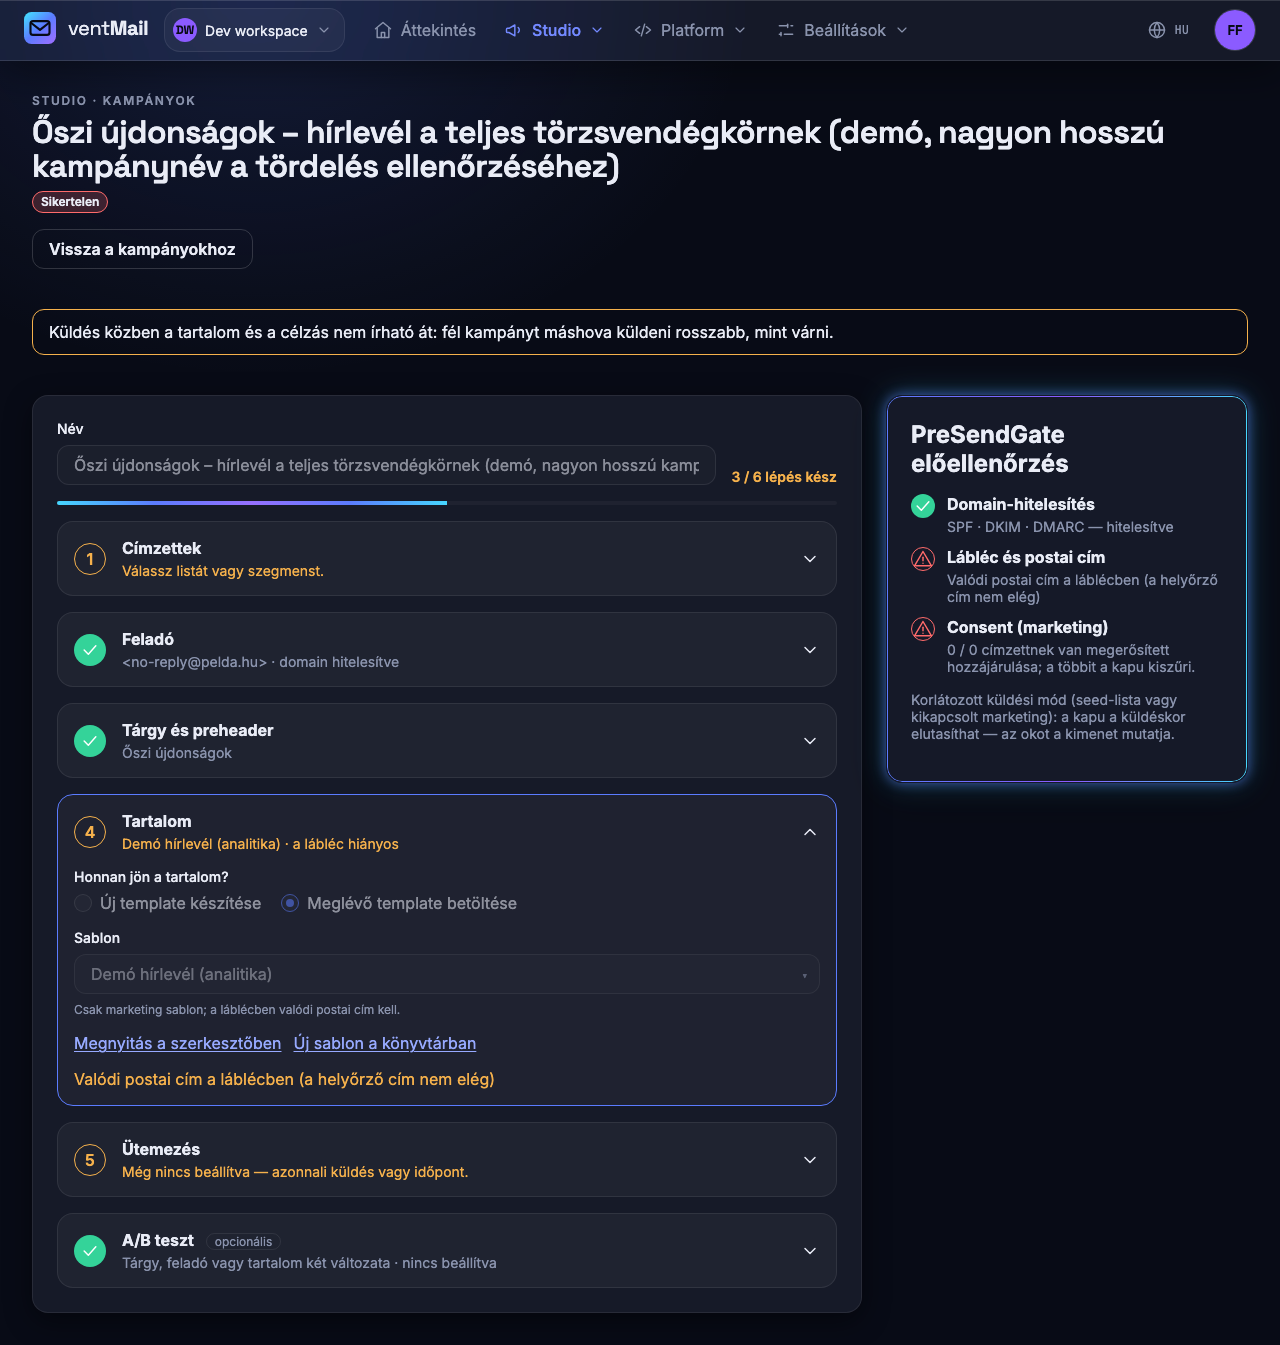 ventMail
DW Dev workspace
Áttekintés
Studio
Platform
Beállítások
HU
FF
STUDIO · KAMPÁNYOK
Őszi újdonságok – hírlevél a teljes törzsvendégkörnek (demó, nagyon hosszú
kampánynév a tördelés ellenőrzéséhez)
Sikertelen
Vissza a kampányokhoz
Küldés közben a tartalom és a célzás nem írható át: fél kampányt máshova küldeni rosszabb, mint várni.
Név
Őszi újdonságok – hírlevél a teljes törzsvendégkörnek (demó, nagyon hosszú kamp
3 / 6 lépés kész
1
Címzettek
Válassz listát vagy szegmenst.
Feladó
<no-reply@pelda.hu> · domain hitelesítve
Tárgy és preheader
Őszi újdonságok
4
Tartalom
Demó hírlevél (analitika) · a lábléc hiányos
Honnan jön a tartalom?
Új template készítése
Meglévő template betöltése
Sablon
Demó hírlevél (analitika)
Csak marketing sablon; a láblécben valódi postai cím kell.
Megnyitás a szerkesztőben Új sablon a könyvtárban
Valódi postai cím a láblécben (a helyőrző cím nem elég)
5
Ütemezés
Még nincs beállítva — azonnali küldés vagy időpont.
A/B teszt opcionális
Tárgy, feladó vagy tartalom két változata · nincs beállítva
PreSendGate
előellenőrzés
Domain-hitelesítés
SPF · DKIM · DMARC — hitelesítve
Lábléc és postai cím
Valódi postai cím a láblécben (a helyőrző
cím nem elég)
Consent (marketing)
0 / 0 címzettnek van megerősített
hozzájárulása; a többit a kapu kiszűri.
Korlátozott küldési mód (seed-lista vagy
kikapcsolt marketing): a kapu a küldéskor
elutasíthat — az okot a kimenet mutatja.